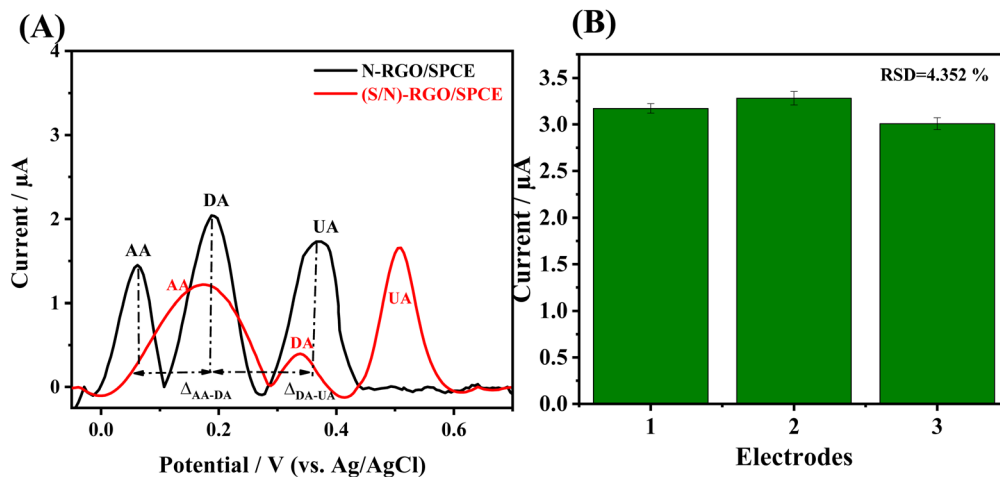 (A)
N-RGO/SPCE
(S/N)-RGO/SPCE
AA
DA
UA
AA
DA
UA
Δ_AA-DA
Δ_DA-UA
Current / µA
4
3
2
1
0
0.0
0.2
0.4
0.6
Potential / V (vs. Ag/AgCl)
(B)
RSD=4.352 %
Current / µA
3.5
3.0
2.5
2.0
1.5
1.0
0.5
0.0
1
2
3
Electrodes